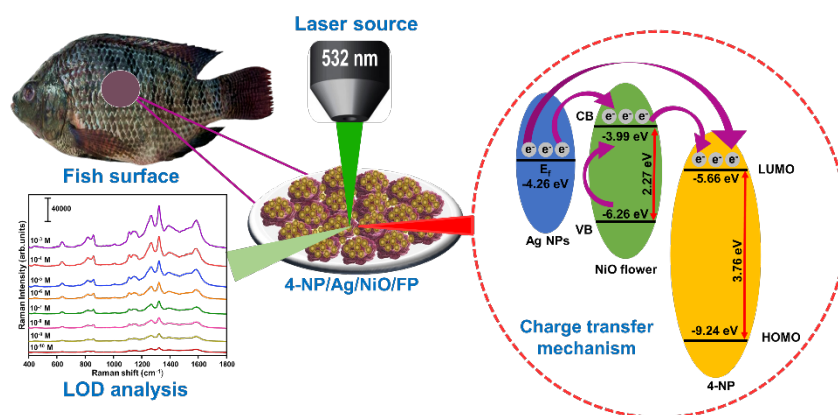 Laser source
532 nm
Fish surface
40000
Raman Intensity (arb.units)
10⁻³ M
10⁻⁴ M
10⁻⁵ M
10⁻⁶ M
10⁻⁷ M
10⁻⁸ M
10⁻⁹ M
10⁻¹⁰ M
400 600 800 1000 1200 1400 1600 1800
Raman shift (cm⁻¹)
LOD analysis
4-NP/Ag/NiO/FP
e⁻ e⁻ e⁻
E_f
-4.26 eV
Ag NPs
CB
e⁻ e⁻ e⁻
-3.99 eV
2.27 eV
-6.26 eV
VB
NiO flower
e⁻ e⁻ e⁻
LUMO
-5.66 eV
3.76 eV
-9.24 eV
HOMO
4-NP
Charge transfer
mechanism